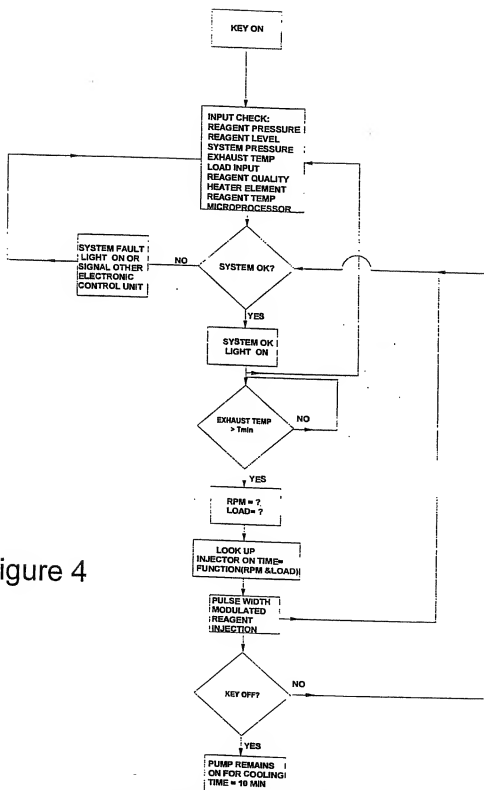 KEY ON
INPUT CHECK:
REAGENT PRESSURE
REAGENT LEVEL
SYSTEM PRESSURE
EXHAUST TEMP
LOAD INPUT
REAGENT QUALITY
HEATER ELEMENT
REAGENT TEMP
MICROPROCESSOR
SYSTEM FAULT
LIGHT ON OR
SIGNAL OTHER
ELECTRONIC
CONTROL UNIT
NO
SYSTEM OK?
YES
SYSTEM OK
LIGHT ON
EXHAUST TEMP
> Tmin
NO
YES
RPM = ?
LOAD= ?
LOOK UP
INJECTOR ON TIME=
FUNCTION(RPM &LOAD)
igure 4
PULSE WIDTH
MODULATED
REAGENT
INJECTION
KEY OFF?
NO
YES
PUMP REMAINS
ON FOR COOLING
TIME = 10 MIN